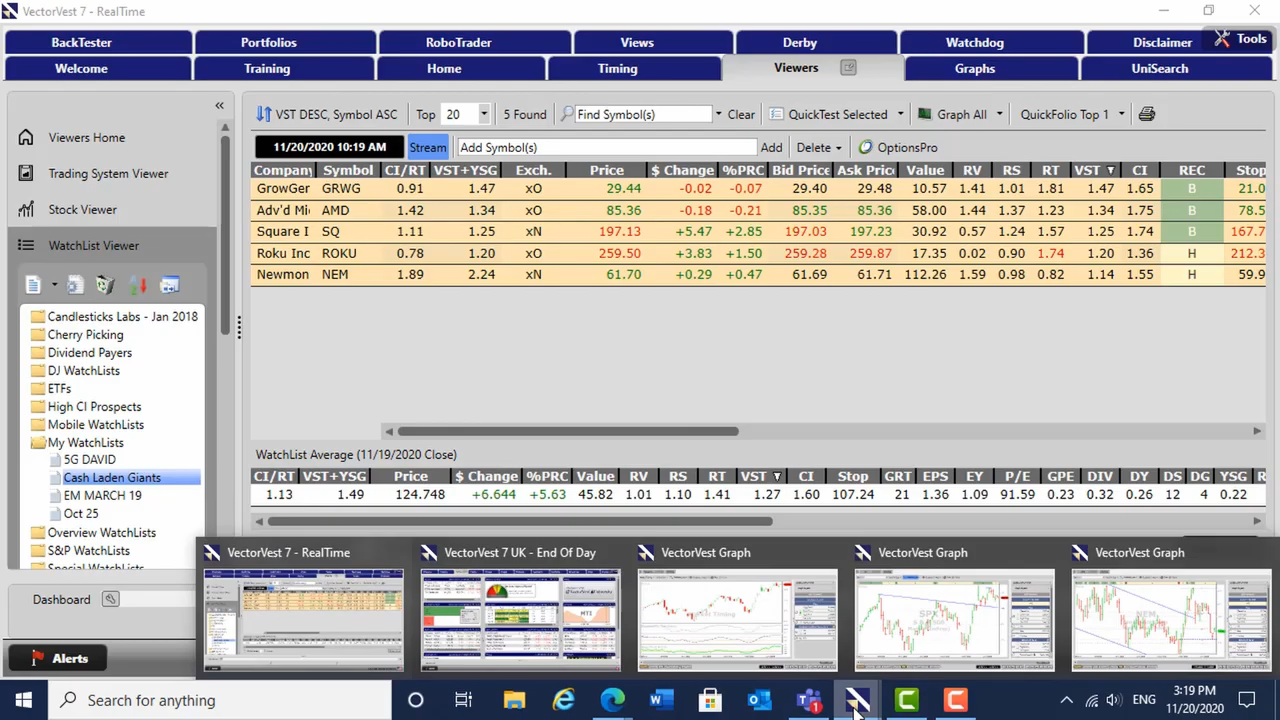 VectorVest 7 - RealTime
BackTester Portfolios RoboTrader Views Derby Watchdog Disclaimer Tools
Welcome Training Home Timing Viewers Graphs UniSearch
«
Viewers Home
Trading System Viewer
Stock Viewer
WatchList Viewer
Candlesticks Labs - Jan 2018
Cherry Picking
Dividend Payers
DJ WatchLists
ETFs
High CI Prospects
Mobile WatchLists
My WatchLists
5G DAVID
Cash Laden Giants
EM MARCH 19
Oct 25
Overview WatchLists
S&P WatchLists
Dashboard
Alerts
VST DESC, Symbol ASC Top 20 5 Found Find Symbol(s) Clear QuickTest Selected Graph All QuickFolio Top 1
11/20/2020 10:19 AM Stream Add Symbol(s) Add Delete OptionsPro
Company Symbol CI/RT VST+YSG Exch. Price $ Change %PRC Bid Price Ask Pric Value RV RS RT VST CI REC Stop
GrowGer GRWG 0.91 1.47 xO 29.44 -0.02 -0.07 29.40 29.48 10.57 1.41 1.01 1.81 1.47 1.65 B 21.0
Adv'd Mi AMD 1.42 1.34 xO 85.36 -0.18 -0.21 85.35 85.36 58.00 1.44 1.37 1.23 1.34 1.75 B 78.5
Square I SQ 1.11 1.25 xN 197.13 +5.47 +2.85 197.03 197.23 30.92 0.57 1.24 1.57 1.25 1.74 B 167.7
Roku Inc ROKU 0.78 1.20 xO 259.50 +3.83 +1.50 259.28 259.87 17.35 0.02 0.90 1.74 1.20 1.36 H 212.3
Newmon NEM 1.89 2.24 xN 61.70 +0.29 +0.47 61.69 61.71 112.26 1.59 0.98 0.82 1.14 1.55 H 59.9
WatchList Average (11/19/2020 Close)
CI/RT VST+YSG Price $ Change %PRC Value RV RS RT VST CI Stop GRT EPS EY P/E GPE DIV DY DS DG YSG
1.13 1.49 124.748 +6.644 +5.63 45.82 1.01 1.10 1.41 1.27 1.60 107.24 21 1.36 1.09 91.59 0.23 0.32 0.26 12 4 0.22
VectorVest 7 - RealTime VectorVest 7 UK - End Of Day VectorVest Graph VectorVest Graph VectorVest Graph
Search for anything
ENG
3:19 PM
11/20/2020